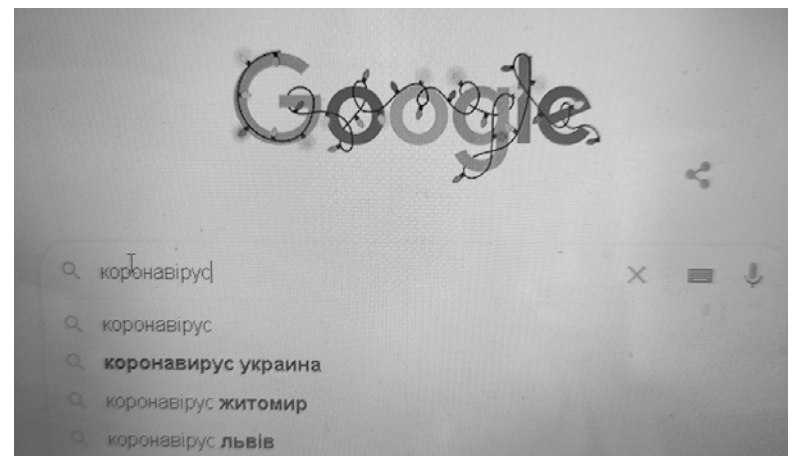 Google
коронавірус
коронавірус
коронавирус украина
коронавірус житомир
коронавірус львів